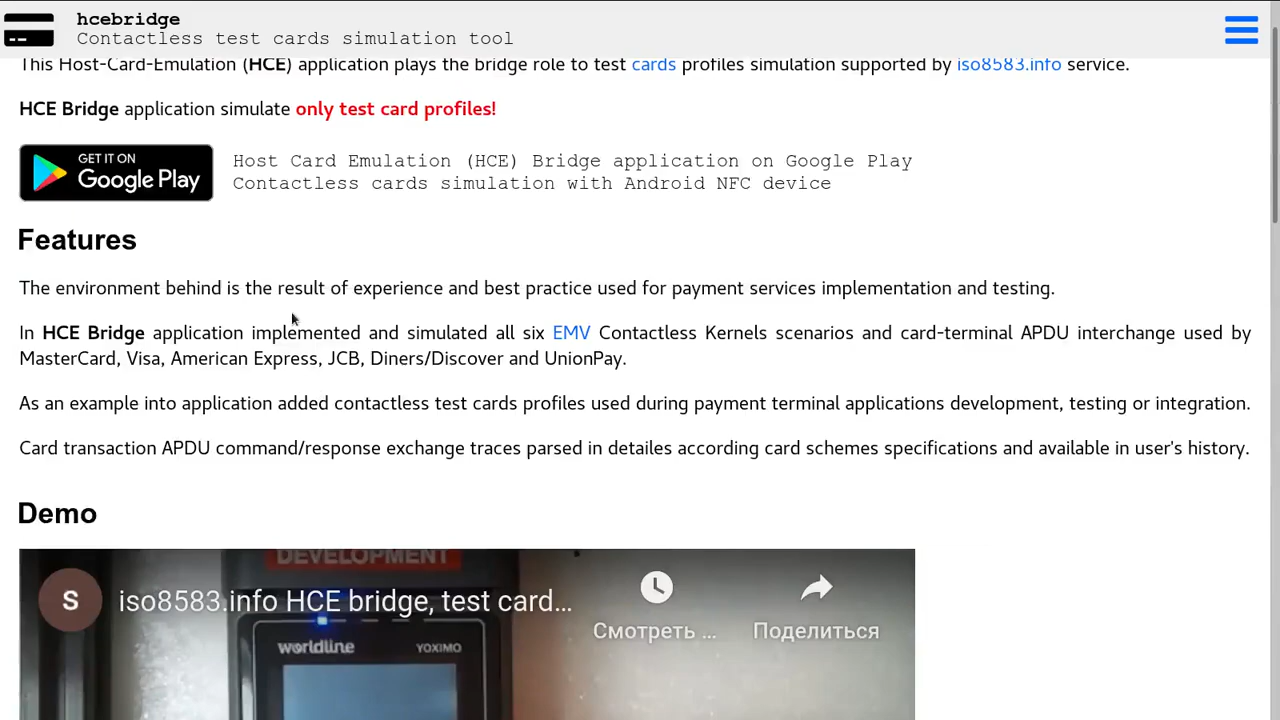 hcebridge
Contactless test cards simulation tool
This Host-Card-Emulation (HCE) application plays the bridge role to test cards profiles simulation supported by iso8583.info service.
HCE Bridge application simulate only test card profiles!
GET IT ON
Google Play
Host Card Emulation (HCE) Bridge application on Google Play
Contactless cards simulation with Android NFC device
Features
The environment behind is the result of experience and best practice used for payment services implementation and testing.
In HCE Bridge application implemented and simulated all six EMV Contactless Kernels scenarios and card-terminal APDU interchange used by
MasterCard, Visa, American Express, JCB, Diners/Discover and UnionPay.
As an example into application added contactless test cards profiles used during payment terminal applications development, testing or integration.
Card transaction APDU command/response exchange traces parsed in detailes according card schemes specifications and available in user's history.
Demo
DEVELOPMENT
S
iso8583.info HCE bridge, test card...
Смотреть ...
Поделиться
worldline
YOXIMO